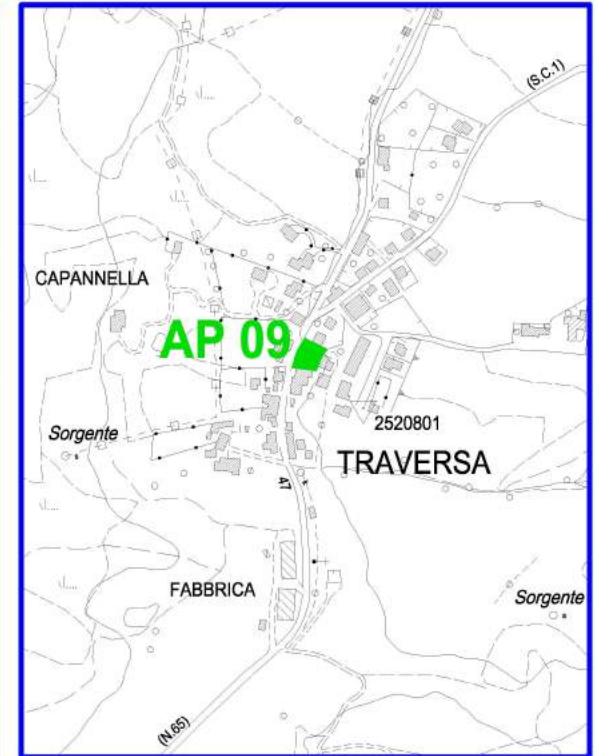 (S.C.1)
CAPANNELLA
AP 09
2520801
Sorgente
TRAVERSA
47
FABBRICA
Sorgente
(N.65)